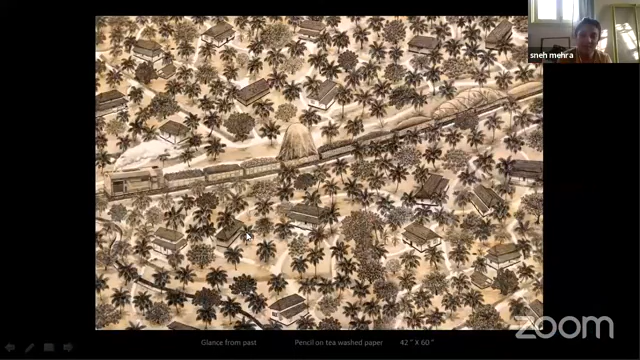 sneh mehra
Glance from past Pencil on tea washed paper 42 " X 60 "
zoom